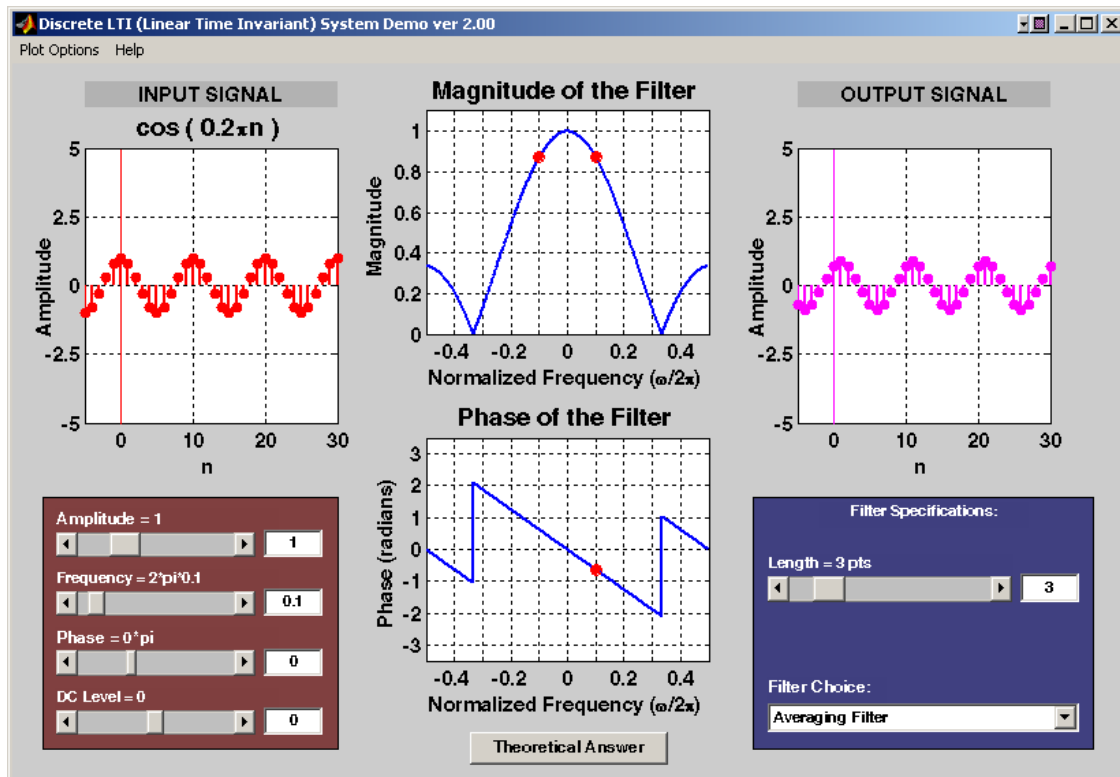 Discrete LTI (Linear Time Invariant) System Demo ver 2.00
Plot Options Help
INPUT SIGNAL
cos ( 0.2πn )
5
2.5
0
-2.5
-5
Amplitude
0 10 20 30
n
Magnitude of the Filter
1
0.8
0.6
0.4
0.2
0
Magnitude
-0.4 -0.2 0 0.2 0.4
Normalized Frequency (ω/2π)
OUTPUT SIGNAL
5
2.5
0
-2.5
-5
Amplitude
0 10 20 30
n
Phase of the Filter
3
2
1
0
-1
-2
-3
Phase (radians)
-0.4 -0.2 0 0.2 0.4
Normalized Frequency (ω/2π)
Amplitude = 1
1
Frequency = 2*pi*0.1
0.1
Phase = 0*pi
0
DC Level = 0
0
Theoretical Answer
Filter Specifications:
Length = 3 pts
3
Filter Choice:
Averaging Filter